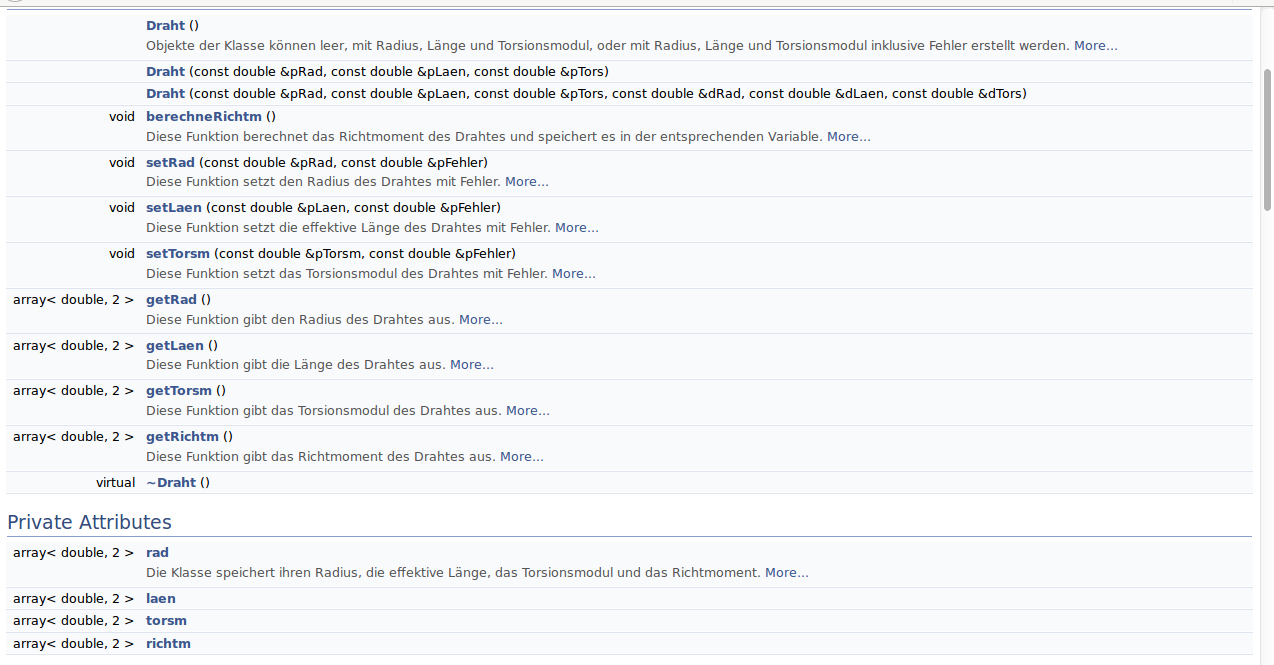 Draht ()
Objekte der Klasse können leer, mit Radius, Länge und Torsionsmodul, oder mit Radius, Länge und Torsionsmodul inklusive Fehler erstellt werden. More...
Draht (const double &pRad, const double &pLaen, const double &pTors)
Draht (const double &pRad, const double &pLaen, const double &pTors, const double &dRad, const double &dLaen, const double &dTors)
void berechneRichtm ()
Diese Funktion berechnet das Richtmoment des Drahtes und speichert es in der entsprechenden Variable. More...
void setRad (const double &pRad, const double &pFehler)
Diese Funktion setzt den Radius des Drahtes mit Fehler. More...
void setLaen (const double &pLaen, const double &pFehler)
Diese Funktion setzt die effektive Länge des Drahtes mit Fehler. More...
void setTorsm (const double &pTorsm, const double &pFehler)
Diese Funktion setzt das Torsionsmodul des Drahtes mit Fehler. More...
array< double, 2 > getRad ()
Diese Funktion gibt den Radius des Drahtes aus. More...
array< double, 2 > getLaen ()
Diese Funktion gibt die Länge des Drahtes aus. More...
array< double, 2 > getTorsm ()
Diese Funktion gibt das Torsionsmodul des Drahtes aus. More...
array< double, 2 > getRichtm ()
Diese Funktion gibt das Richtmoment des Drahtes aus. More...
virtual ~Draht ()
Private Attributes
array< double, 2 > rad
Die Klasse speichert ihren Radius, die effektive Länge, das Torsionsmodul und das Richtmoment. More...
array< double, 2 > laen
array< double, 2 > torsm
array< double, 2 > richtm